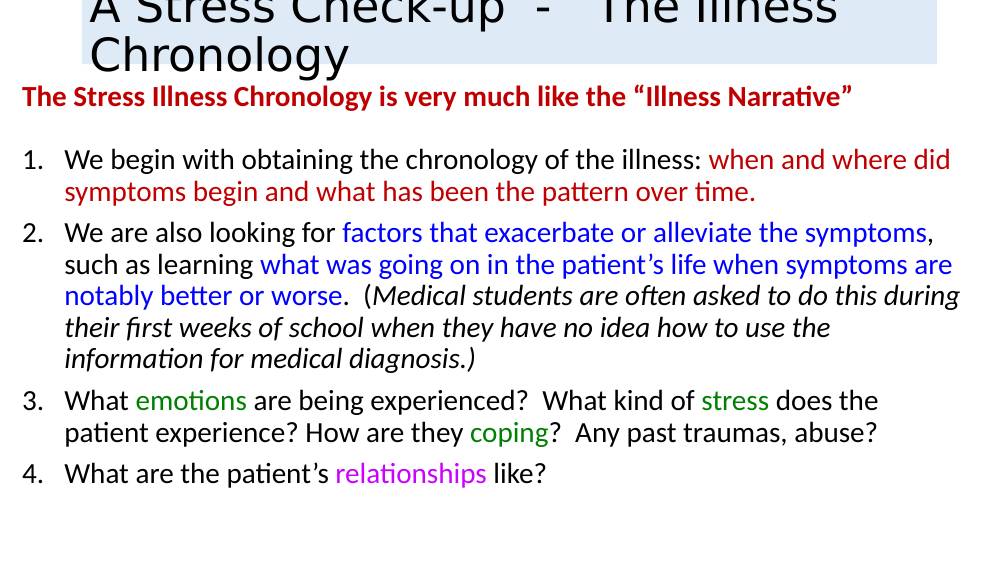 A Stress Check-up  -   The Illness
Chronology
The Stress Illness Chronology is very much like the “Illness Narrative”
1. We begin with obtaining the chronology of the illness: when and where did
symptoms begin and what has been the pattern over time.
2. We are also looking for factors that exacerbate or alleviate the symptoms,
such as learning what was going on in the patient’s life when symptoms are
notably better or worse.  (Medical students are often asked to do this during
their first weeks of school when they have no idea how to use the
information for medical diagnosis.)
3. What emotions are being experienced?  What kind of stress does the
patient experience? How are they coping?  Any past traumas, abuse?
4. What are the patient’s relationships like?